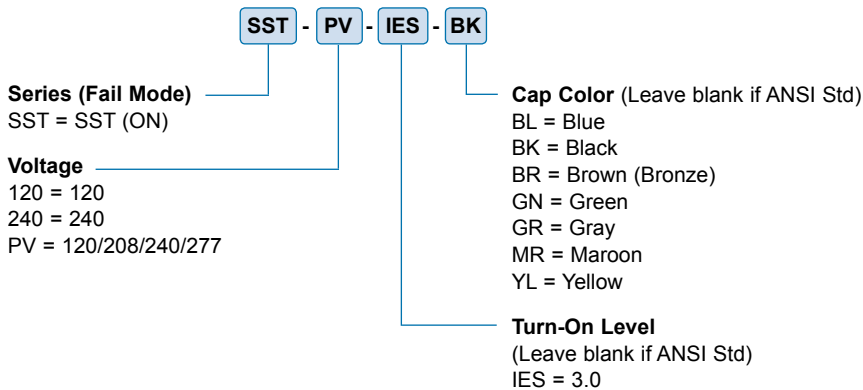 SST - PV - IES - BK
Series (Fail Mode)
SST = SST (ON)
Voltage
120 = 120
240 = 240
PV = 120/208/240/277
Cap Color (Leave blank if ANSI Std)
BL = Blue
BK = Black
BR = Brown (Bronze)
GN = Green
GR = Gray
MR = Maroon
YL = Yellow
Turn-On Level
(Leave blank if ANSI Std)
IES = 3.0